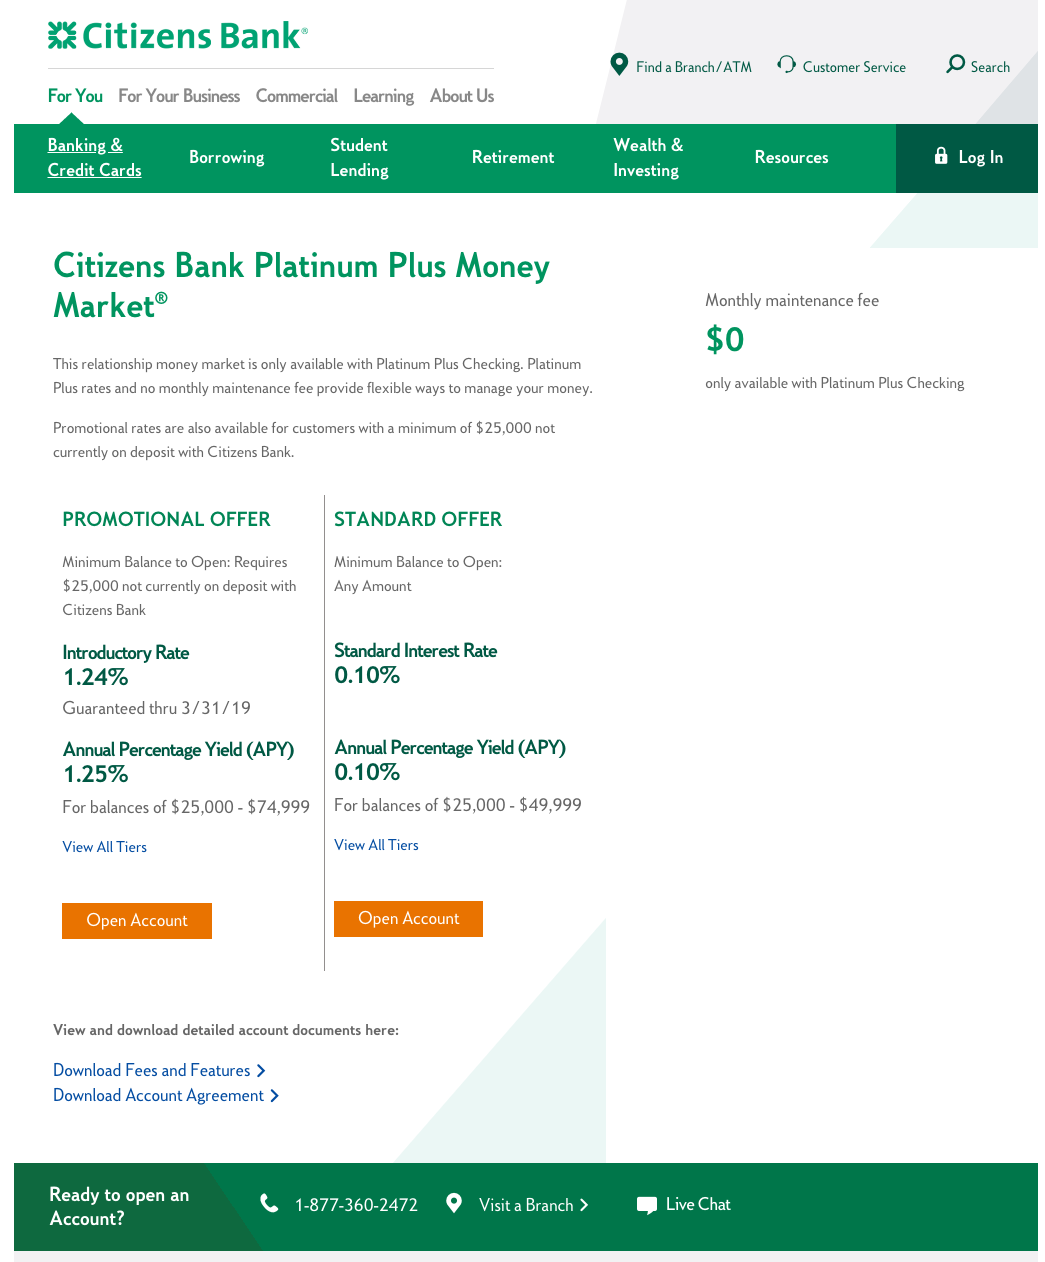 Citizens Bank®
Find a Branch/ATM
Customer Service
Search
For You
For Your Business
Commercial
Learning
About Us
Banking &
Credit Cards
Borrowing
Student
Lending
Retirement
Wealth &
Investing
Resources
Log In
Citizens Bank Platinum Plus Money
Market®
This relationship money market is only available with Platinum Plus Checking. Platinum
Plus rates and no monthly maintenance fee provide flexible ways to manage your money.
Promotional rates are also available for customers with a minimum of $25,000 not
currently on deposit with Citizens Bank.
Monthly maintenance fee
$0
only available with Platinum Plus Checking
PROMOTIONAL OFFER
Minimum Balance to Open: Requires
$25,000 not currently on deposit with
Citizens Bank
Introductory Rate
1.24%
Guaranteed thru 3/31/19
Annual Percentage Yield (APY)
1.25%
For balances of $25,000 - $74,999
View All Tiers
Open Account
STANDARD OFFER
Minimum Balance to Open:
Any Amount
Standard Interest Rate
0.10%
Annual Percentage Yield (APY)
0.10%
For balances of $25,000 - $49,999
View All Tiers
Open Account
View and download detailed account documents here:
Download Fees and Features
Download Account Agreement
Ready to open an
Account?
1-877-360-2472
Visit a Branch
Live Chat